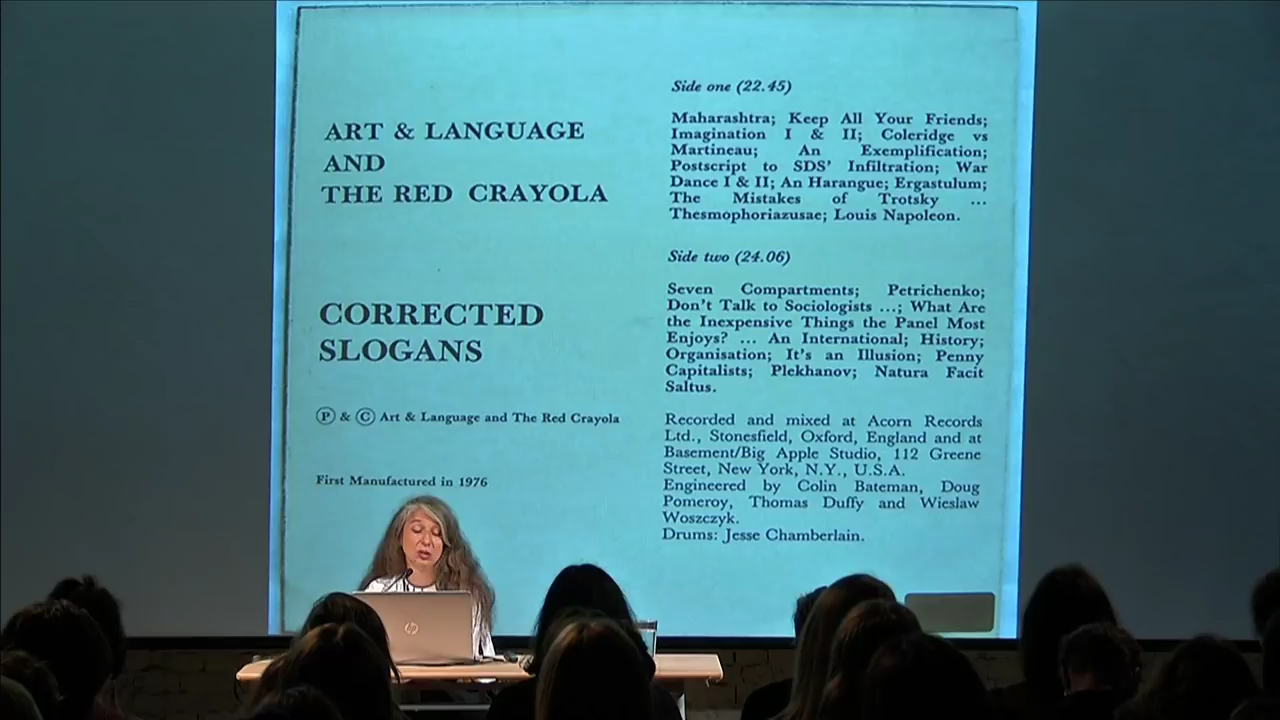 ART & LANGUAGE
AND
THE RED CRAYOLA
CORRECTED
SLOGANS
Ⓟ & Ⓒ Art & Language and The Red Crayola
First Manufactured in 1976
Side one (22.45)
Maharashtra; Keep All Your Friends;
Imagination I & II; Coleridge vs
Martineau; An Exemplification;
Postscript to SDS' Infiltration; War
Dance I & II; An Harangue; Ergastulum;
The Mistakes of Trotsky ...
Thesmophoriazusae; Louis Napoleon.
Side two (24.06)
Seven Compartments; Petrichenko;
Don't Talk to Sociologists ...; What Are
the Inexpensive Things the Panel Most
Enjoys? ... An International; History;
Organisation; It's an Illusion; Penny
Capitalists; Plekhanov; Natura Facit
Saltus.
Recorded and mixed at Acorn Records
Ltd., Stonesfield, Oxford, England and at
Basement/Big Apple Studio, 112 Greene
Street, New York, N.Y., U.S.A.
Engineered by Colin Bateman, Doug
Pomeroy, Thomas Duffy and Wieslaw
Woszczyk.
Drums: Jesse Chamberlain.
hp